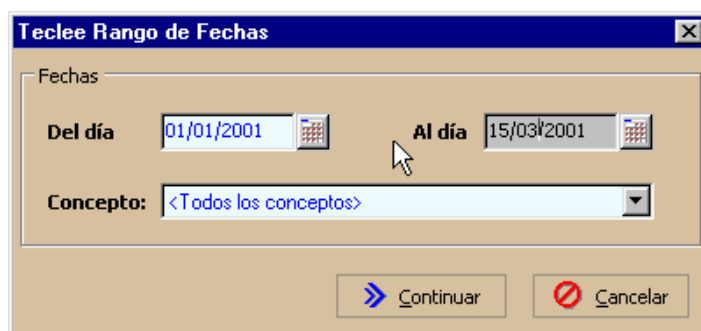 Teclee Rango de Fechas
Fechas
Del día 01/01/2001 Al día 15/03/2001
Concepto: <Todos los conceptos>
Continuar Cancelar